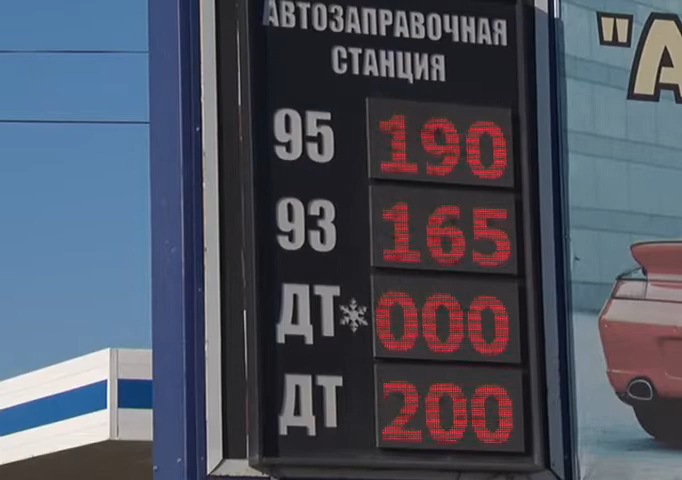 АВТОЗАПРАВОЧНАЯ
СТАНЦИЯ
95 190
93 165
ДТ* 000
ДТ 200
"А